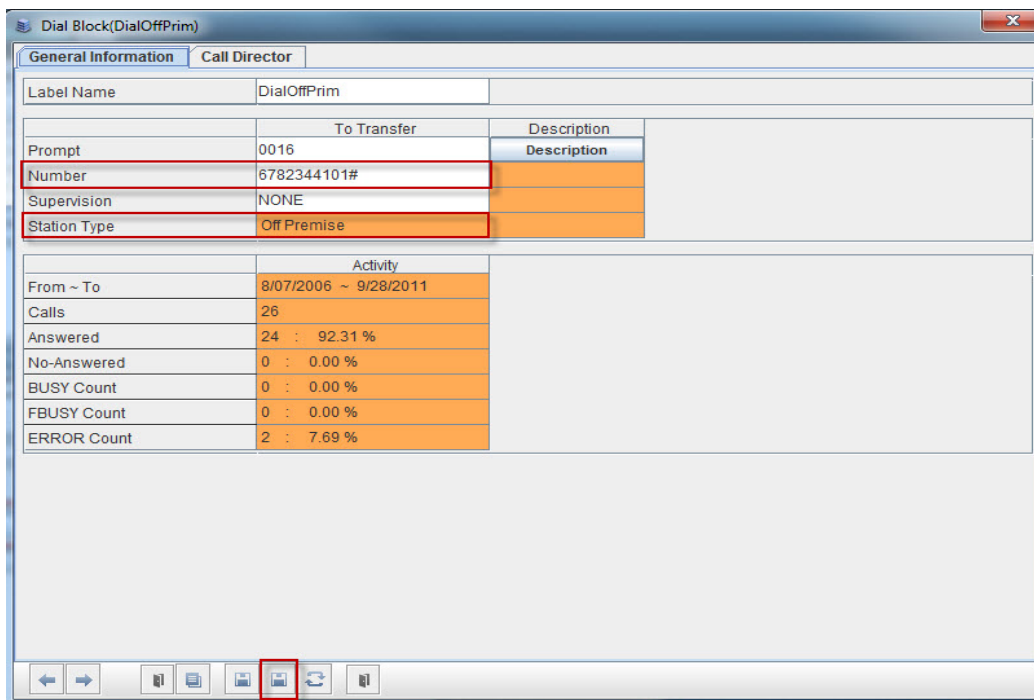 Dial Block(DialOffPrim)
General Information Call Director
Label Name DialOffPrim
To Transfer Description
Prompt 0016 Description
Number 6782344101#
Supervision NONE
Station Type Off Premise
Activity
From ~ To 8/07/2006 ~ 9/28/2011
Calls 26
Answered 24 : 92.31 %
No-Answered 0 : 0.00 %
BUSY Count 0 : 0.00 %
FBUSY Count 0 : 0.00 %
ERROR Count 2 : 7.69 %